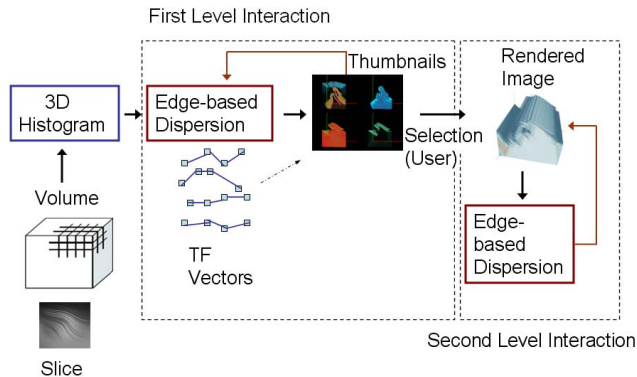 First Level Interaction
Thumbnails
Rendered
Image
3D
Histogram
Edge-based
Dispersion
Selection
(User)
Volume
TF
Vectors
Edge-
based
Dispersion
Slice
Second Level Interaction